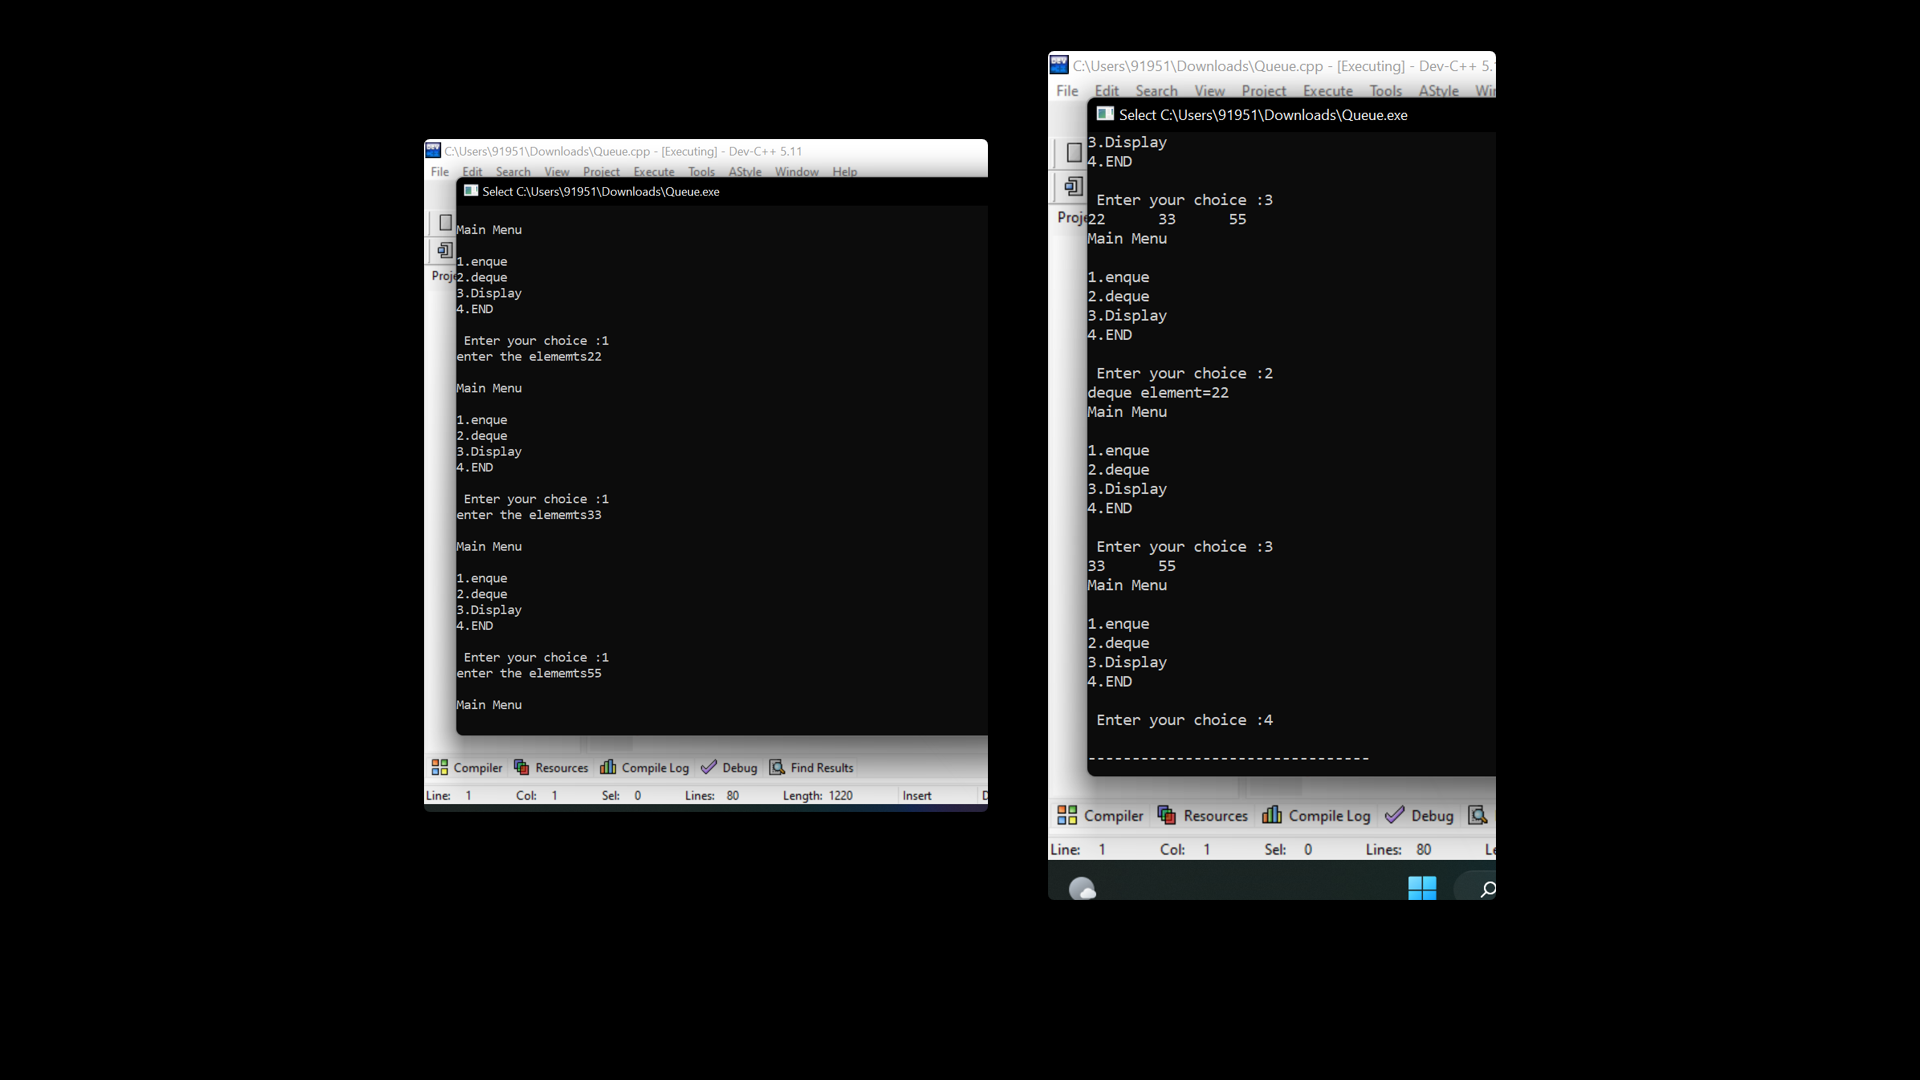 C:\Users\91951\Downloads\Queue.cpp - [Executing] - Dev-C++ 5.11
File Edit Search View Project Execute Tools AStyle Window Help
Select C:\Users\91951\Downloads\Queue.exe
Main Menu
1.enque
2.deque
3.Display
4.END
Enter your choice :1
enter the elememts22
Main Menu
1.enque
2.deque
3.Display
4.END
Enter your choice :1
enter the elememts33
Main Menu
1.enque
2.deque
3.Display
4.END
Enter your choice :1
enter the elememts55
Main Menu
Compiler Resources Compile Log Debug Find Results
Line: 1 Col: 1 Sel: 0 Lines: 80 Length: 1220 Insert
C:\Users\91951\Downloads\Queue.cpp - [Executing] - Dev-C++ 5.
File Edit Search View Project Execute Tools AStyle
Select C:\Users\91951\Downloads\Queue.exe
3.Display
4.END
Enter your choice :3
22 33 55
Main Menu
1.enque
2.deque
3.Display
4.END
Enter your choice :2
deque element=22
Main Menu
1.enque
2.deque
3.Display
4.END
Enter your choice :3
33 55
Main Menu
1.enque
2.deque
3.Display
4.END
Enter your choice :4
--------------------------------
Compiler Resources Compile Log Debug
Line: 1 Col: 1 Sel: 0 Lines: 80